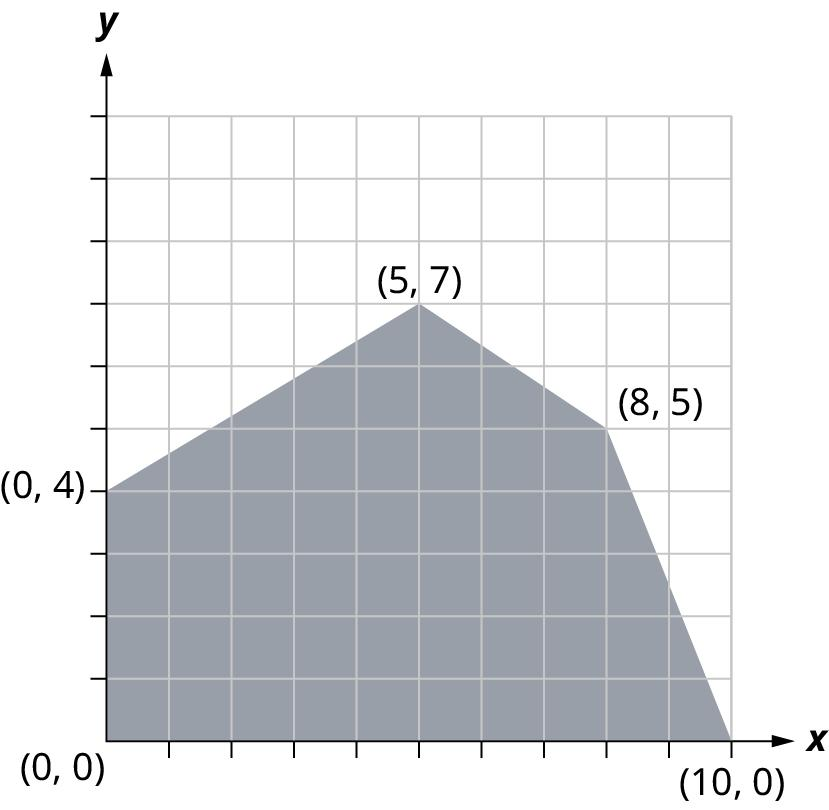 y
(5, 7)
(8, 5)
(0, 4)
x
(0, 0)
(10, 0)